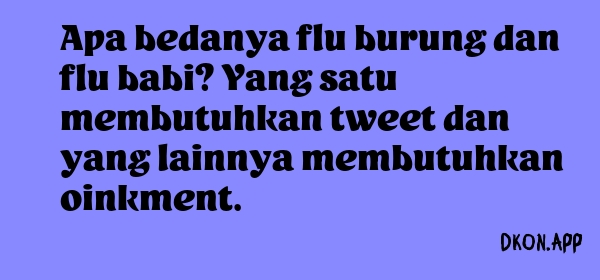 Apa bedanya flu burung dan
flu babi? Yang satu
membutuhkan tweet dan
yang lainnya membutuhkan
oinkment.
DKON.APP